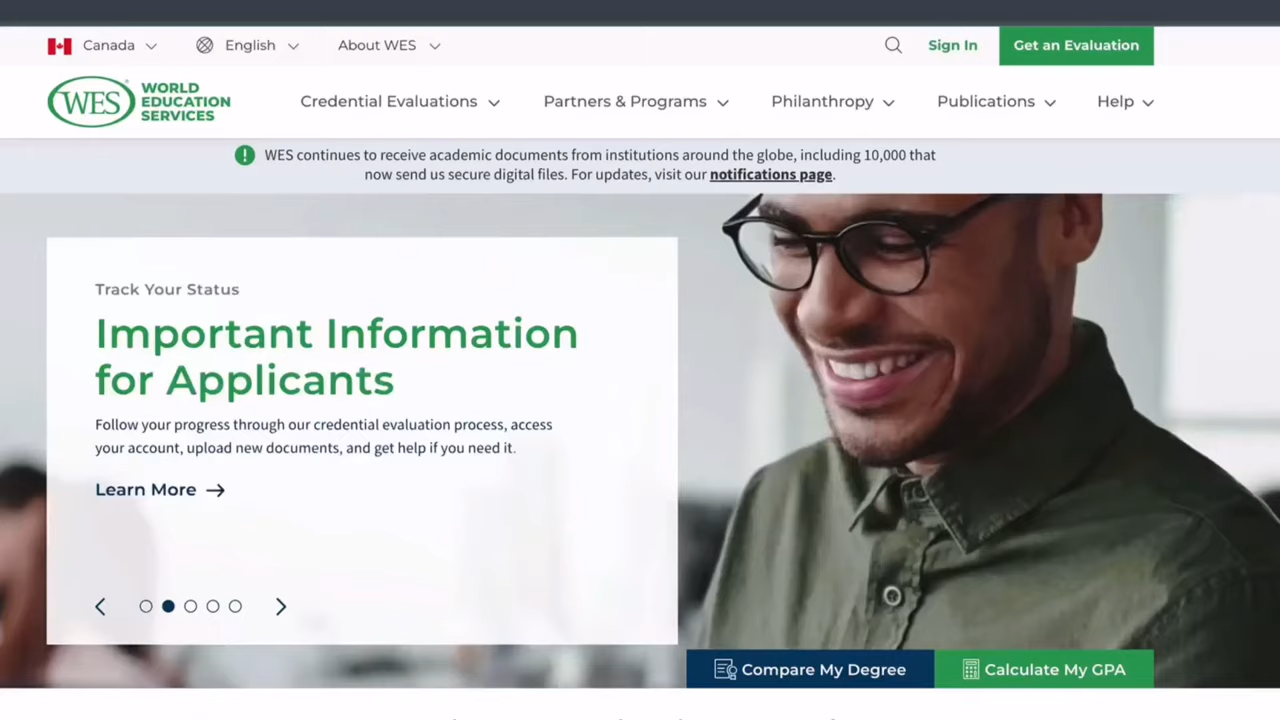 Canada
English
About WES
Sign In
Get an Evaluation
WES
WORLD
EDUCATION
SERVICES
Credential Evaluations
Partners & Programs
Philanthropy
Publications
Help
WES continues to receive academic documents from institutions around the globe, including 10,000 that
now send us secure digital files. For updates, visit our notifications page.
Track Your Status
Important Information
for Applicants
Follow your progress through our credential evaluation process, access
your account, upload new documents, and get help if you need it.
Learn More
Compare My Degree
Calculate My GPA